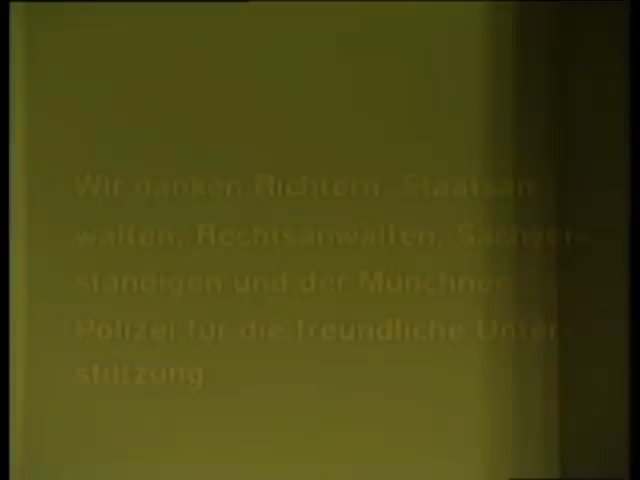 Wir danken Richtern, Staatsan-
wälten, Rechtsanwälten, Sachver-
ständigen und der Münchner
Polizei für die freundliche Unter-
stützung